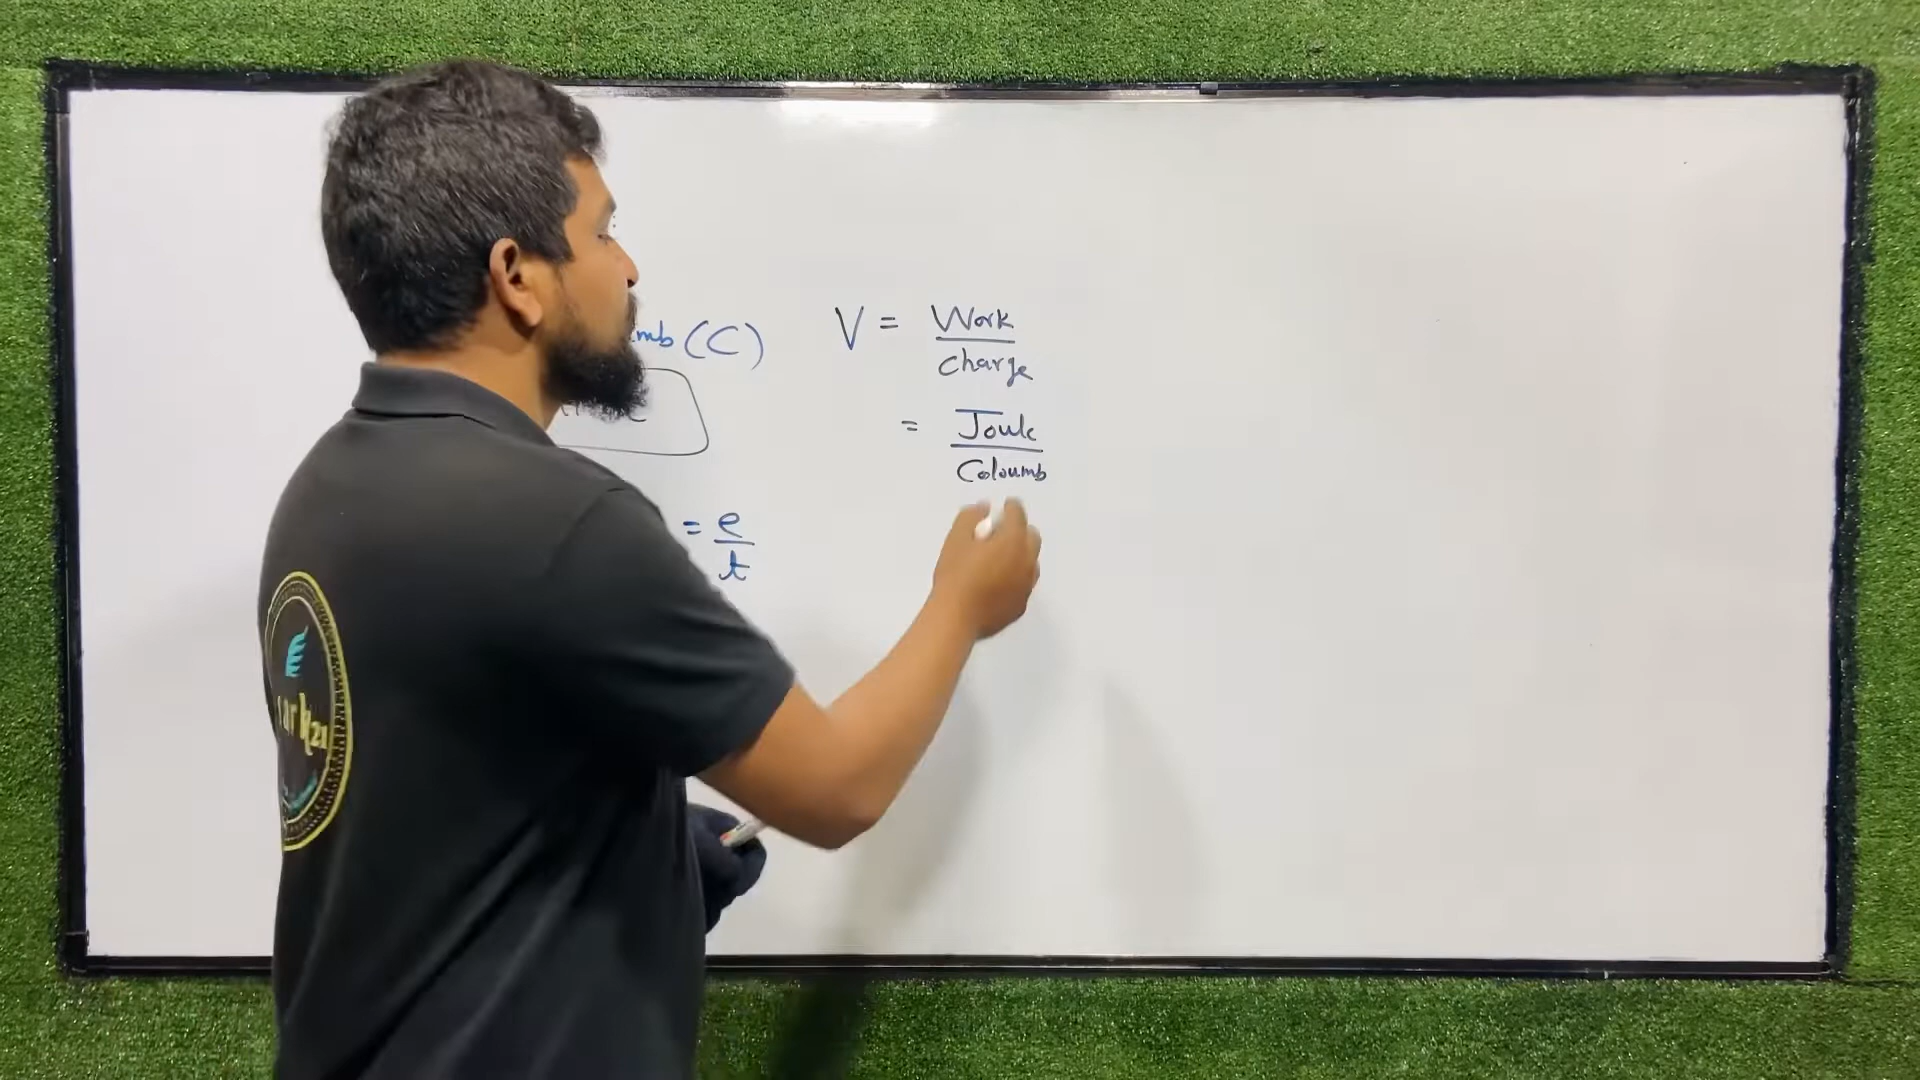 mb (C)
= e
t
V = Work
charge
= Joule
Coloumb